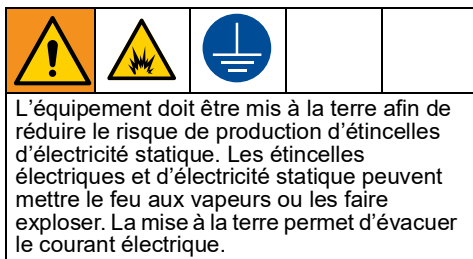 L'équipement doit être mis à la terre afin de
réduire le risque de production d'étincelles
d'électricité statique. Les étincelles
électriques et d'électricité statique peuvent
mettre le feu aux vapeurs ou les faire
exploser. La mise à la terre permet d'évacuer
le courant électrique.